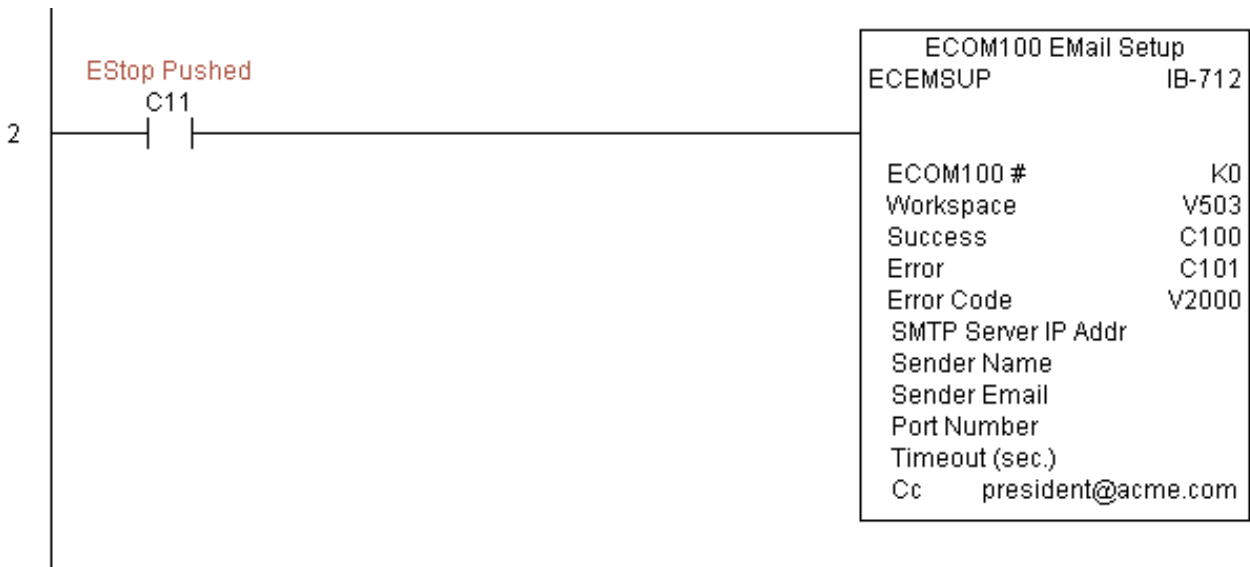 ECOM100 EMail Setup
ECEMSUP IB-712
EStop Pushed
C11
2
ECOM100 # K0
Workspace V503
Success C100
Error C101
Error Code V2000
SMTP Server IP Addr
Sender Name
Sender Email
Port Number
Timeout (sec.)
Cc president@acme.com